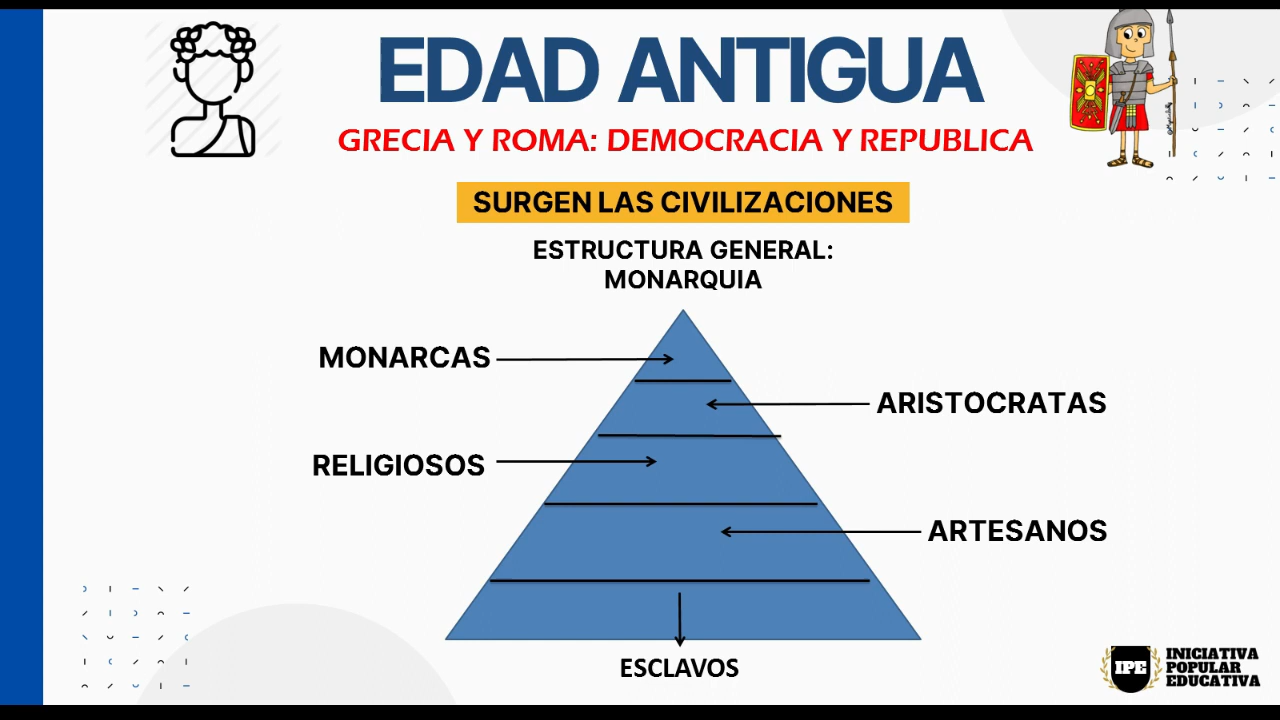 EDAD ANTIGUA
GRECIA Y ROMA: DEMOCRACIA Y REPUBLICA
SURGEN LAS CIVILIZACIONES
ESTRUCTURA GENERAL:
MONARQUIA
MONARCAS
ARISTOCRATAS
RELIGIOSOS
ARTESANOS
ESCLAVOS
IPE
INICIATIVA
POPULAR
EDUCATIVA